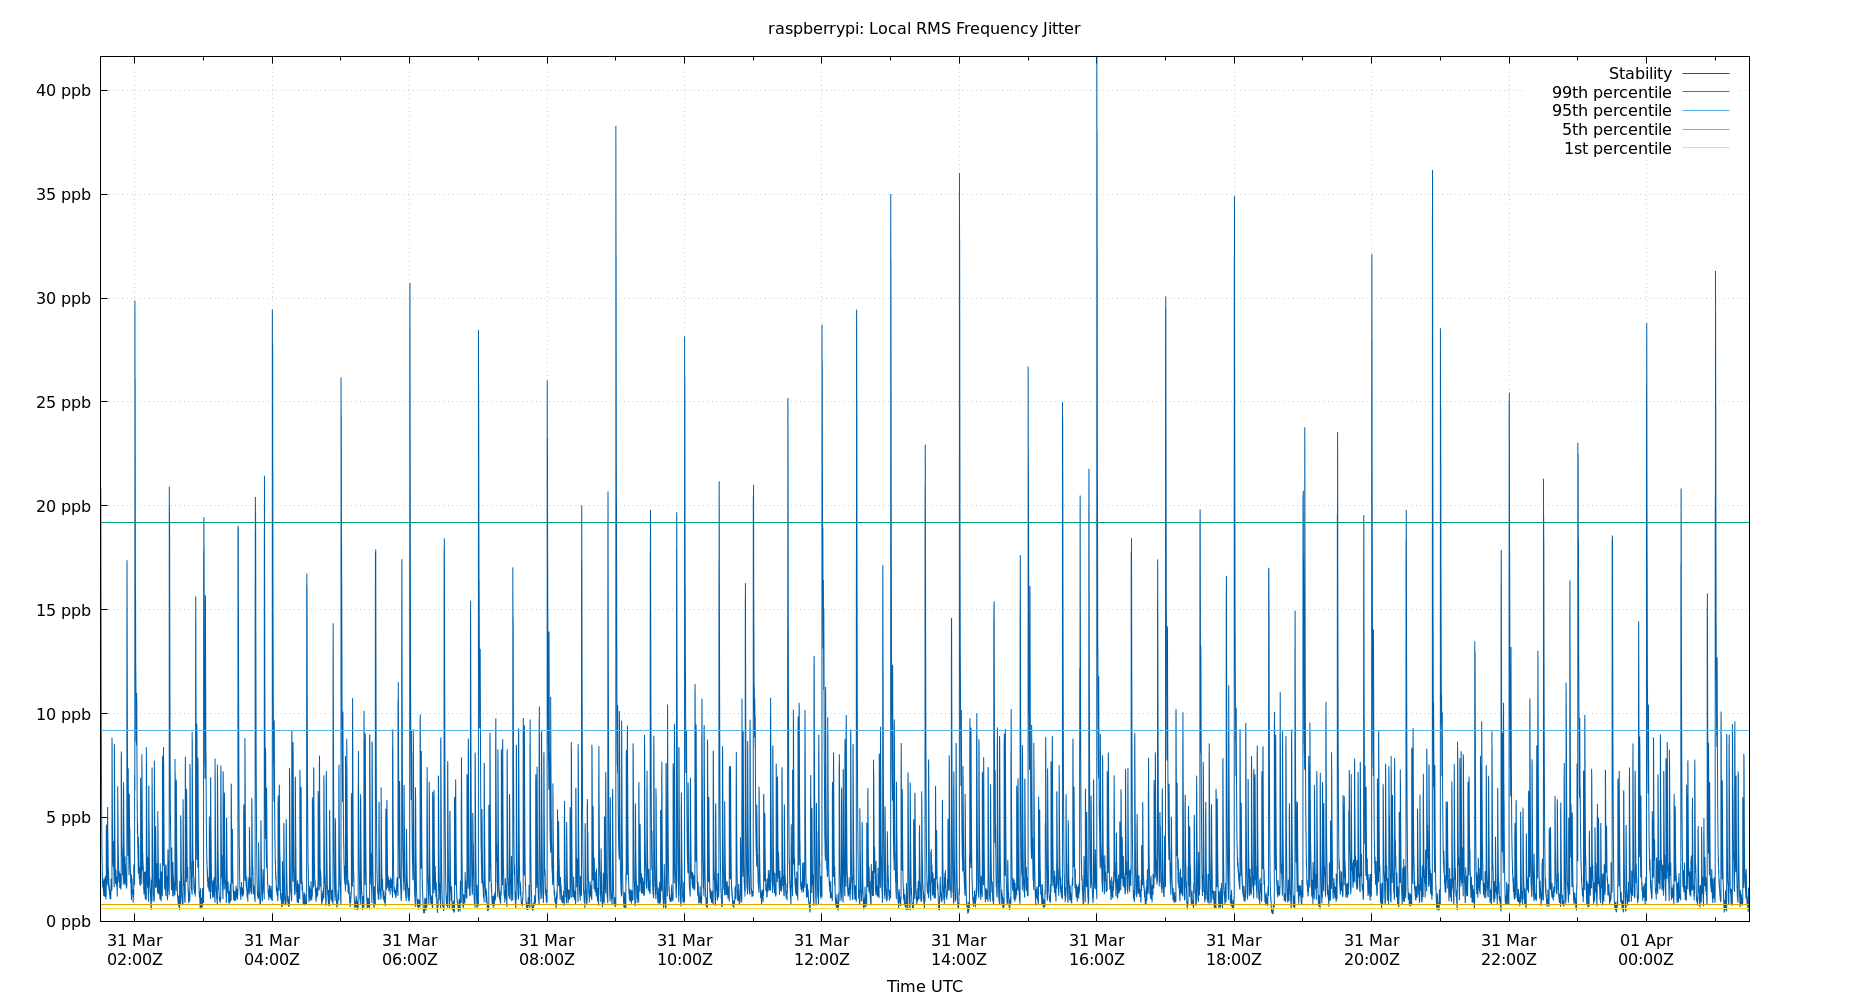 raspberrypi: Local RMS Frequency Jitter
Stability
99th percentile
95th percentile
5th percentile
1st percentile
40 ppb
35 ppb
30 ppb
25 ppb
20 ppb
15 ppb
10 ppb
5 ppb
0 ppb
31 Mar 31 Mar 31 Mar 31 Mar 31 Mar 31 Mar 31 Mar 31 Mar 31 Mar 31 Mar 31 Mar 01 Apr
02:00Z 04:00Z 06:00Z 08:00Z 10:00Z 12:00Z 14:00Z 16:00Z 18:00Z 20:00Z 22:00Z 00:00Z
Time UTC